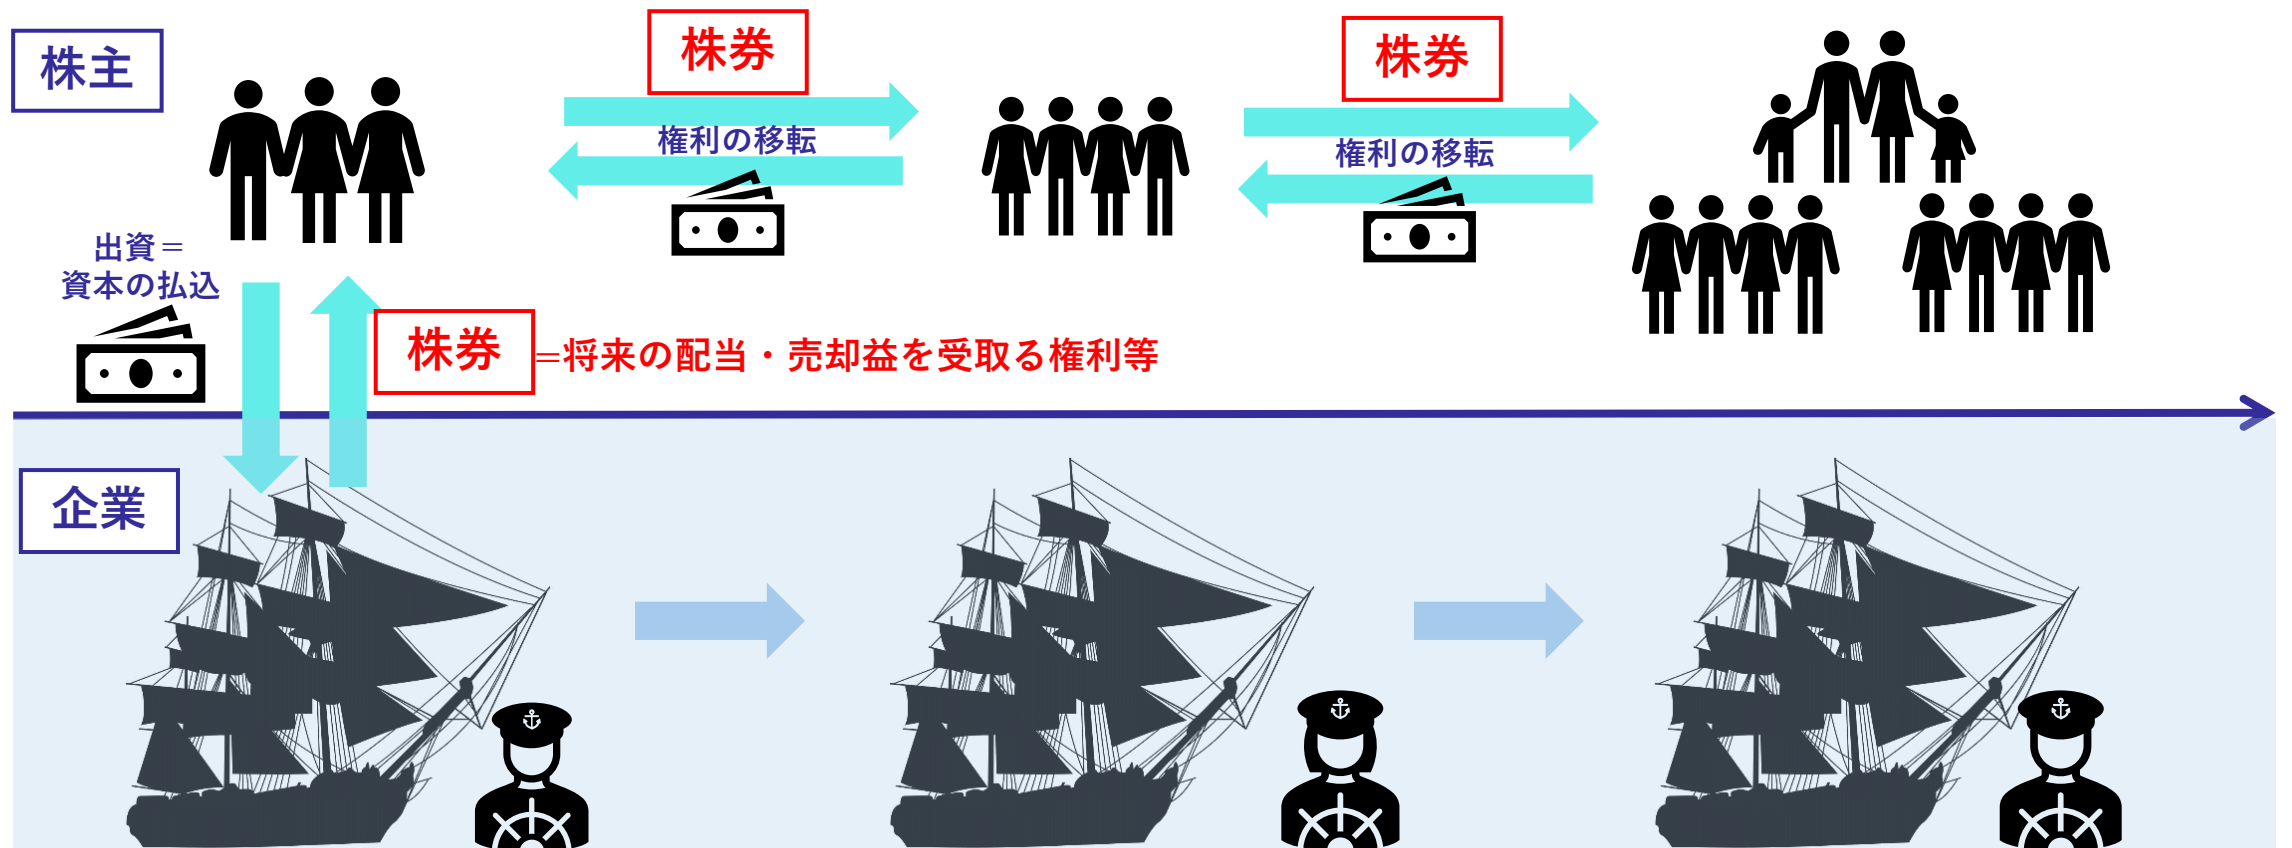 株主
株券
権利の移転
株券
権利の移転
出資＝
資本の払込
株券
＝将来の配当・売却益を受取る権利等
企業